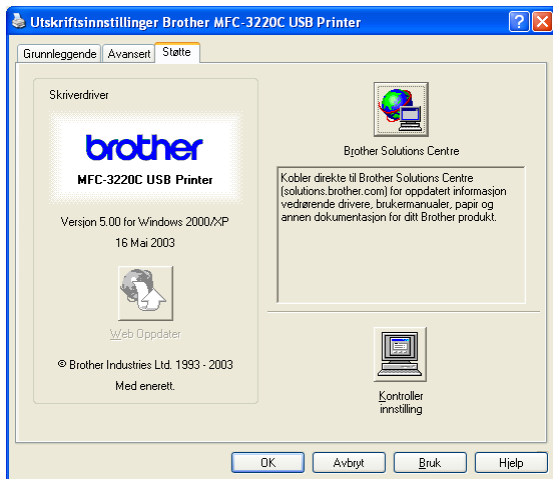 Utskriftsinnstillinger Brother MFC-3220C USB Printer
Grunnleggende
Avansert
Støtte
Skriverdriver
brother
MFC-3220C USB Printer
Versjon 5.00 for Windows 2000/XP
16 Mai 2003
Web Oppdater
© Brother Industries Ltd. 1993 - 2003
Med enerett.
Brother Solutions Centre
Kobler direkte til Brother Solutions Centre
(solutions.brother.com) for oppdatert informasjon
vedrørende drivere, brukermanualer, papir og
annen dokumentasjon for ditt Brother produkt.
Kontroller
innstilling
OK
Avbryt
Bruk
Hjelp